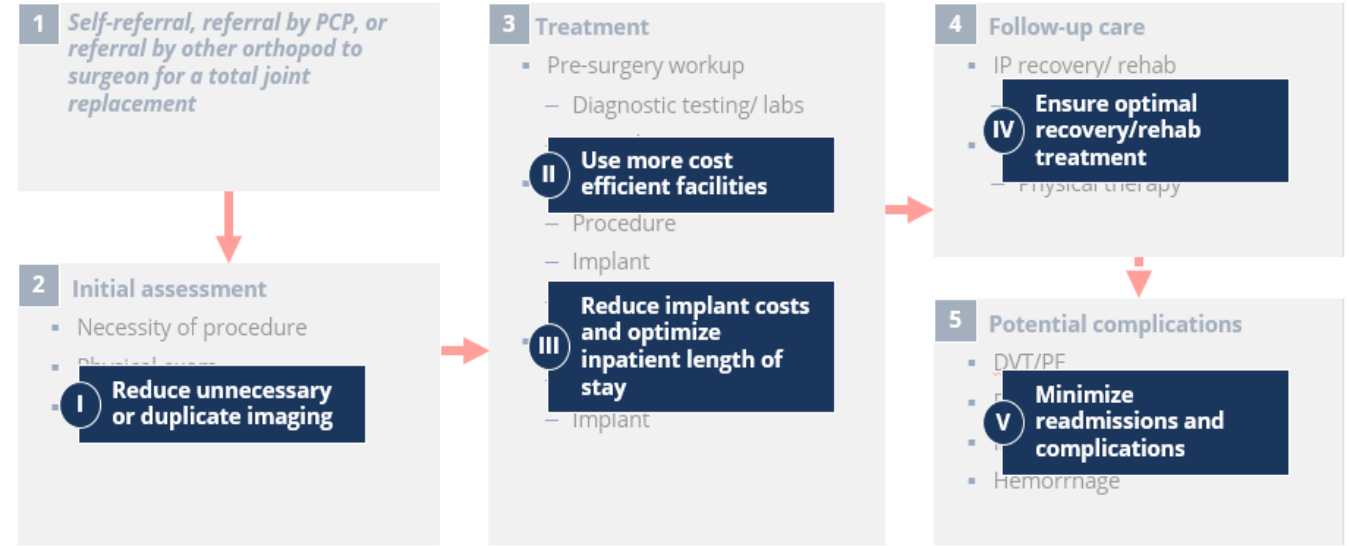 1
Self-referral, referral by PCP, or
referral by other orthopod to
surgeon for a total joint
replacement
2
Initial assessment
Necessity of procedure
Physical exam
I
Reduce unnecessary
or duplicate imaging
3
Treatment
Pre-surgery workup
– Diagnostic testing/ labs
II
Use more cost
efficient facilities
– Procedure
– Implant
III
Reduce implant costs
and optimize
inpatient length of
stay
Implant
4
Follow-up care
IP recovery/ rehab
IV
Ensure optimal
recovery/rehab
treatment
– Physical therapy
5
Potential complications
DVT/PE
V
Minimize
readmissions and
complications
Hemorrhage